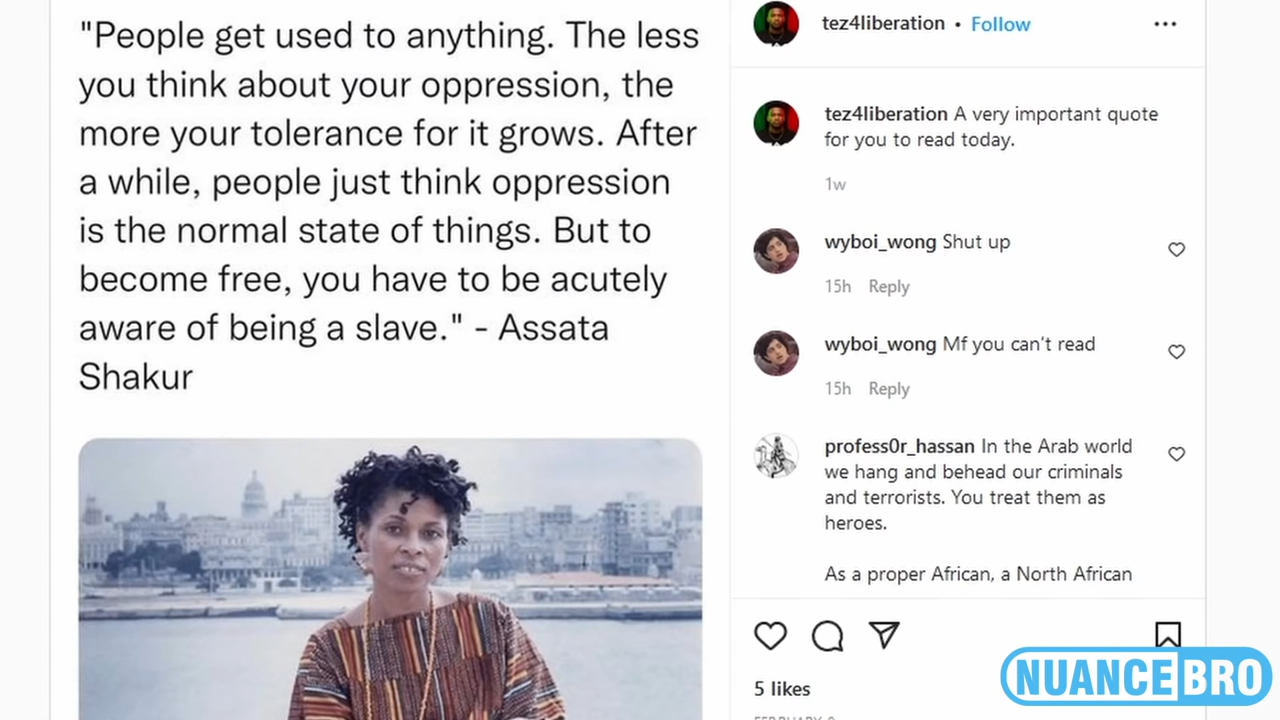 "People get used to anything. The less
you think about your oppression, the
more your tolerance for it grows. After
a while, people just think oppression
is the normal state of things. But to
become free, you have to be acutely
aware of being a slave." - Assata
Shakur
tez4liberation • Follow
tez4liberation A very important quote
for you to read today.
1w
wyboi_wong Shut up
15h Reply
wyboi_wong Mf you can't read
15h Reply
profess0r_hassan In the Arab world
we hang and behead our criminals
and terrorists. You treat them as
heroes.
As a proper African, a North African
5 likes
NUANCE BRO